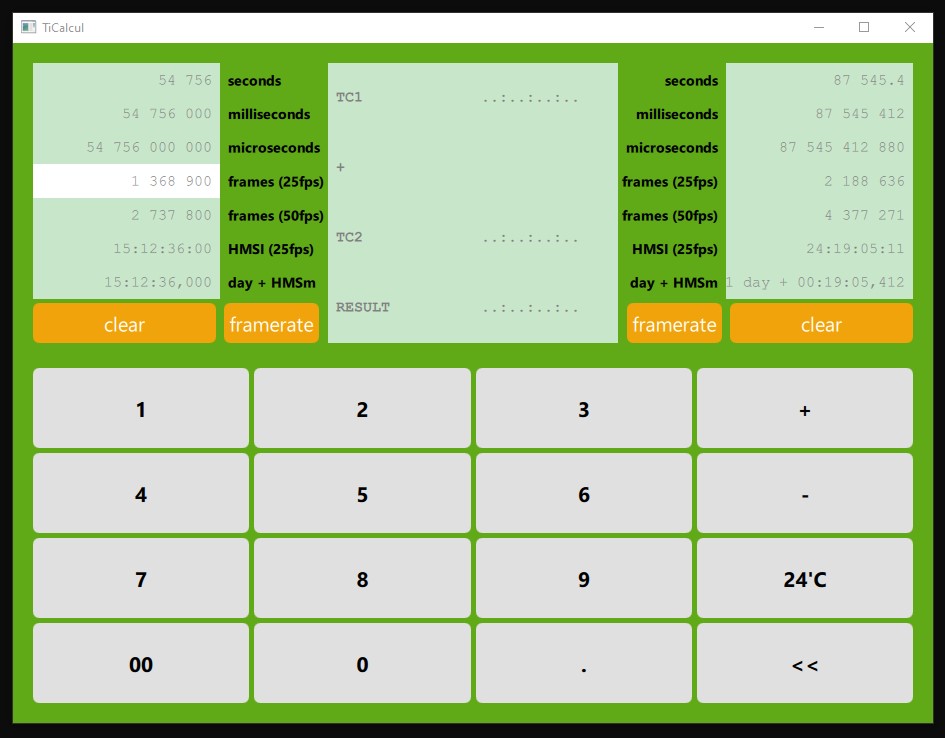 TiCalcul
54 756 seconds
54 756 000 milliseconds
54 756 000 000 microseconds
1 368 900 frames (25fps)
2 737 800 frames (50fps)
15:12:36:00 HMSI (25fps)
15:12:36,000 day + HMSm
clear framerate
TC1 ..:..:..:..
+
TC2 ..:..:..:..
RESULT ..:..:..:..
seconds 87 545.4
milliseconds 87 545 412
microseconds 87 545 412 880
frames (25fps) 2 188 636
frames (50fps) 4 377 271
HMSI (25fps) 24:19:05:11
day + HMSm 1 day + 00:19:05,412
framerate clear
1 2 3 +
4 5 6 -
7 8 9 24'C
00 0 . <<